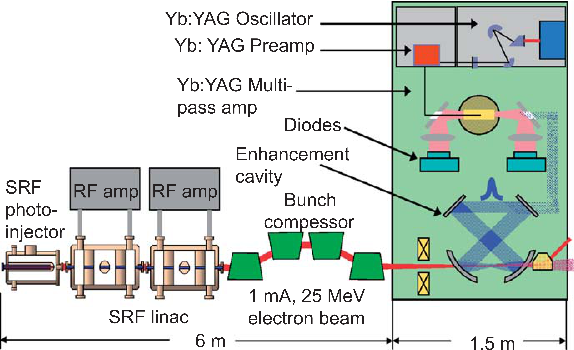 Yb:YAG Oscillator
Yb: YAG Preamp
Yb:YAG Multi-
pass amp
Diodes
Enhancement
cavity
SRF
photo-
injector
RF amp
RF amp
Bunch
compessor
1 mA, 25 MeV
electron beam
SRF linac
6 m
1.5 m